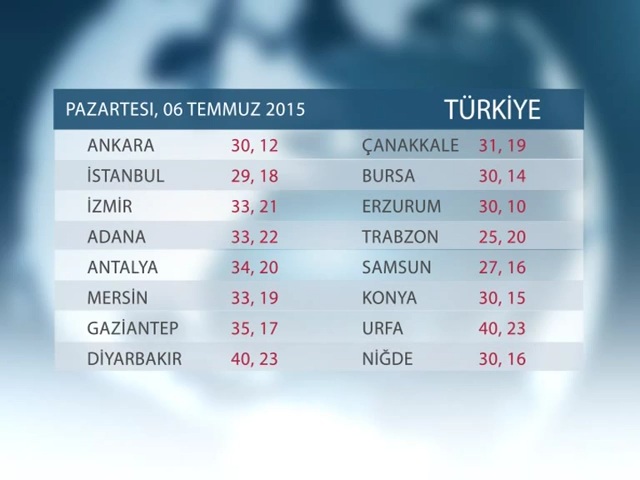 PAZARTESI, 06 TEMMUZ 2015 TÜRKİYE
ANKARA 30, 12 ÇANAKKALE 31, 19
İSTANBUL 29, 18 BURSA 30, 14
İZMİR 33, 21 ERZURUM 30, 10
ADANA 33, 22 TRABZON 25, 20
ANTALYA 34, 20 SAMSUN 27, 16
MERSİN 33, 19 KONYA 30, 15
GAZİANTEP 35, 17 URFA 40, 23
DİYARBAKIR 40, 23 NİĞDE 30, 16